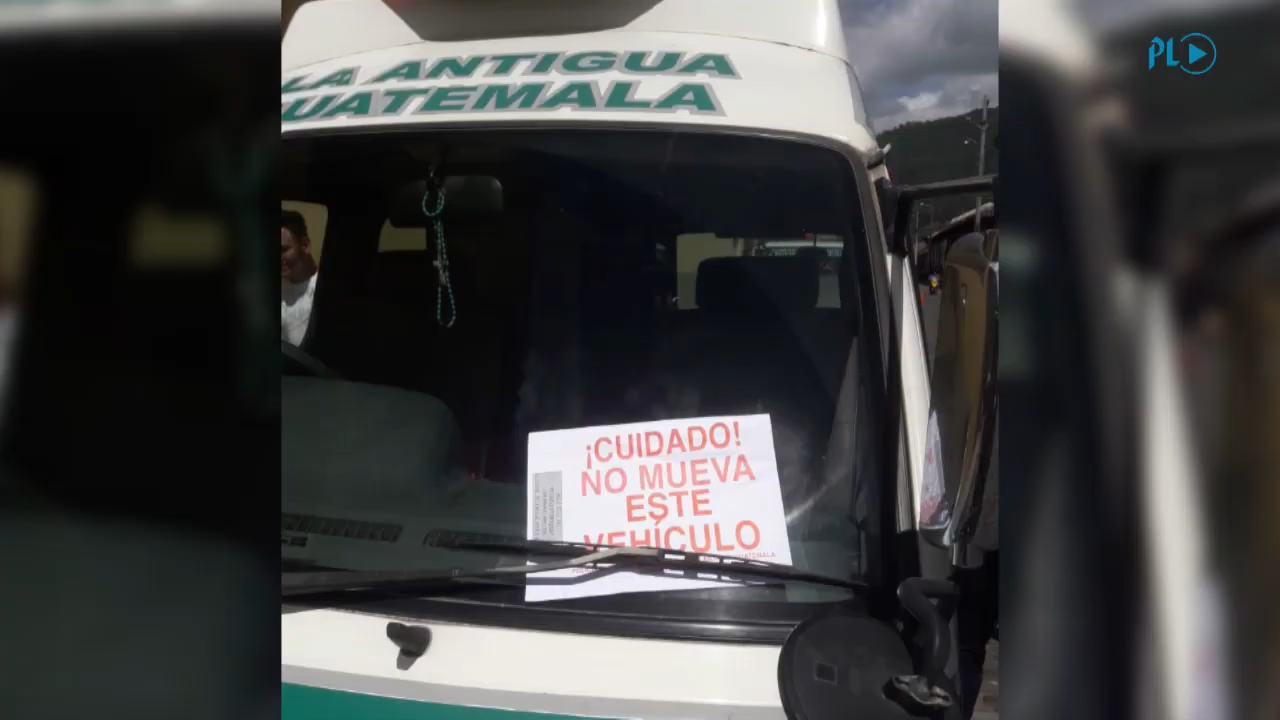 PL
LA ANTIGUA
GUATEMALA
¡CUIDADO!
NO MUEVA
ESTE
VEHÍCULO